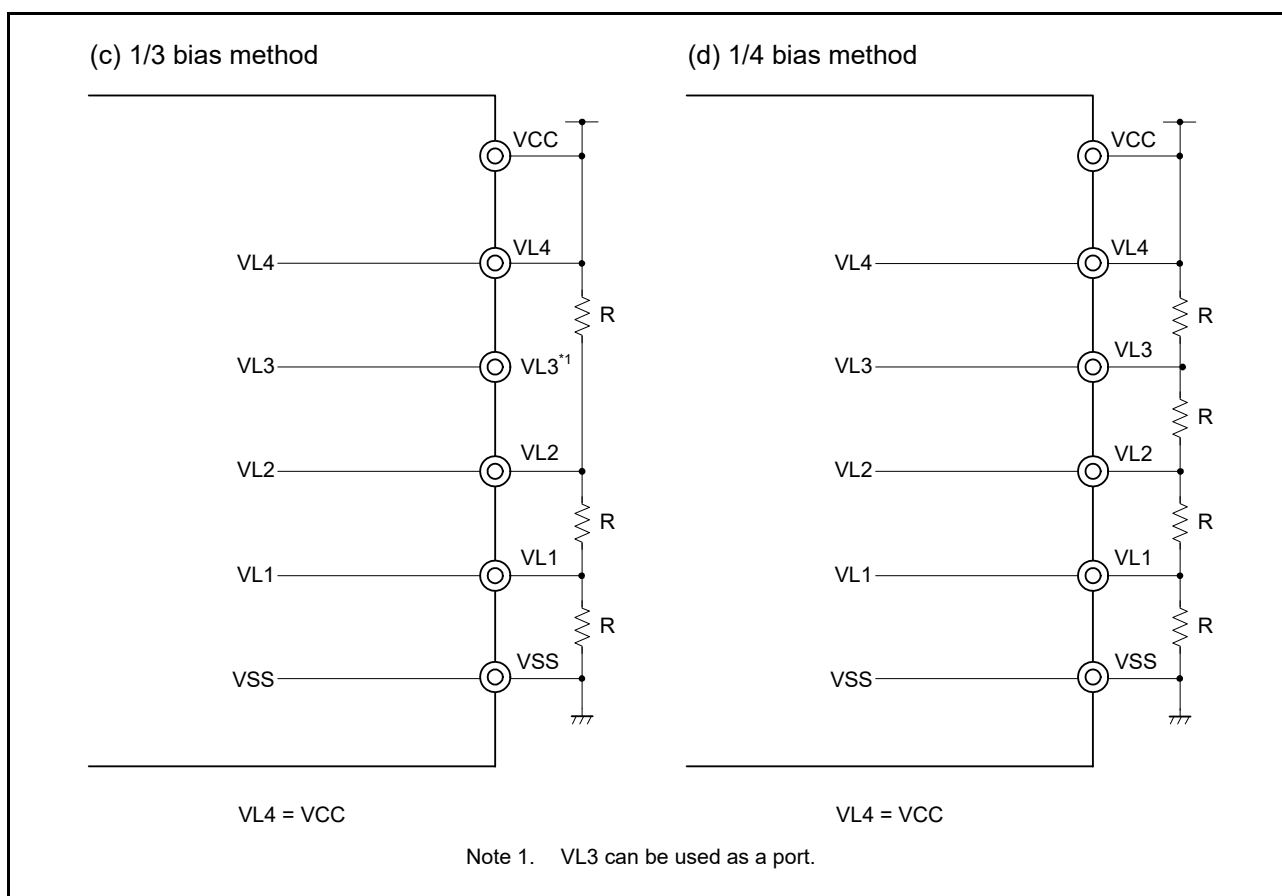 (c) 1/3 bias method
VCC
VL4 VL4
R
VL3 VL3*1
VL2 VL2
R
VL1 VL1
R
VSS VSS
VL4 = VCC
(d) 1/4 bias method
VCC
VL4 VL4
R
VL3 VL3
R
VL2 VL2
R
VL1 VL1
R
VSS VSS
VL4 = VCC
Note 1. VL3 can be used as a port.